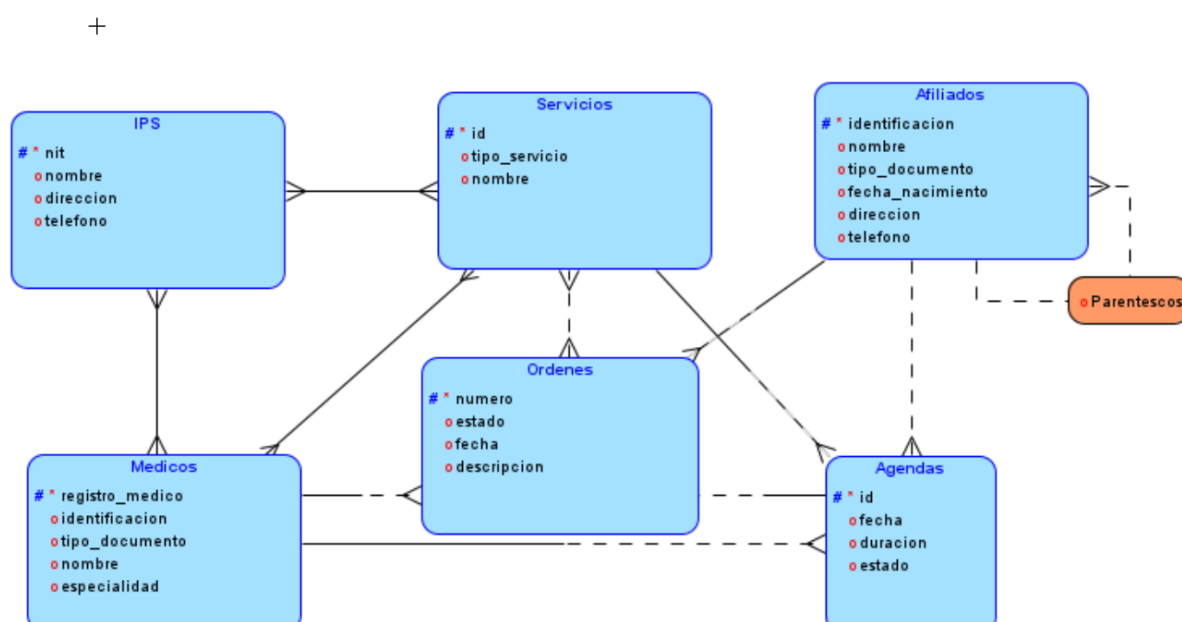 IPS
# * nit
o nombre
o direccion
o telefono
Servicios
# * id
o tipo_servicio
o nombre
Afiliados
# * identificacion
o nombre
o tipo_documento
o fecha_nacimiento
o direccion
o telefono
o Parentescos
Ordenes
# * numero
o estado
o fecha
o descripcion
Medicos
# * registro_medico
o identificacion
o tipo_documento
o nombre
o especialidad
Agendas
# * id
o fecha
o duracion
o estado